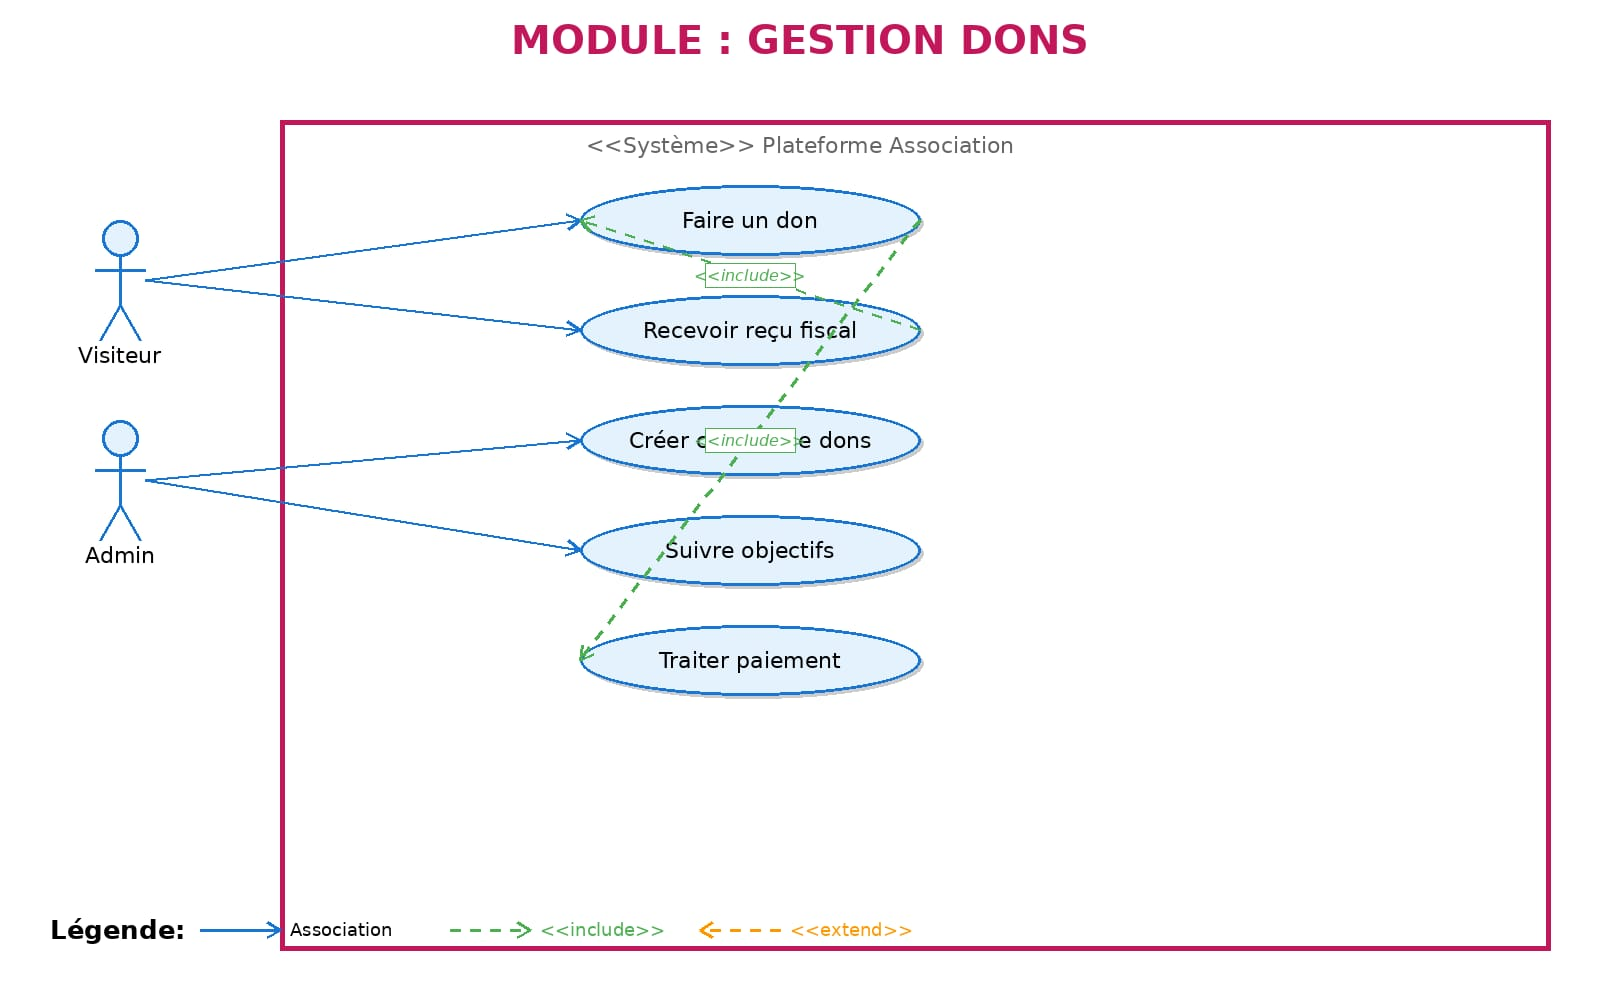 MODULE : GESTION DONS
<<Système>> Plateforme Association
Faire un don
<<include>>
Recevoir reçu fiscal
Visiteur
Créer
<<include>>
dons
Suivre objectifs
Admin
Traiter paiement
Légende:
Association
<<include>>
<<extend>>